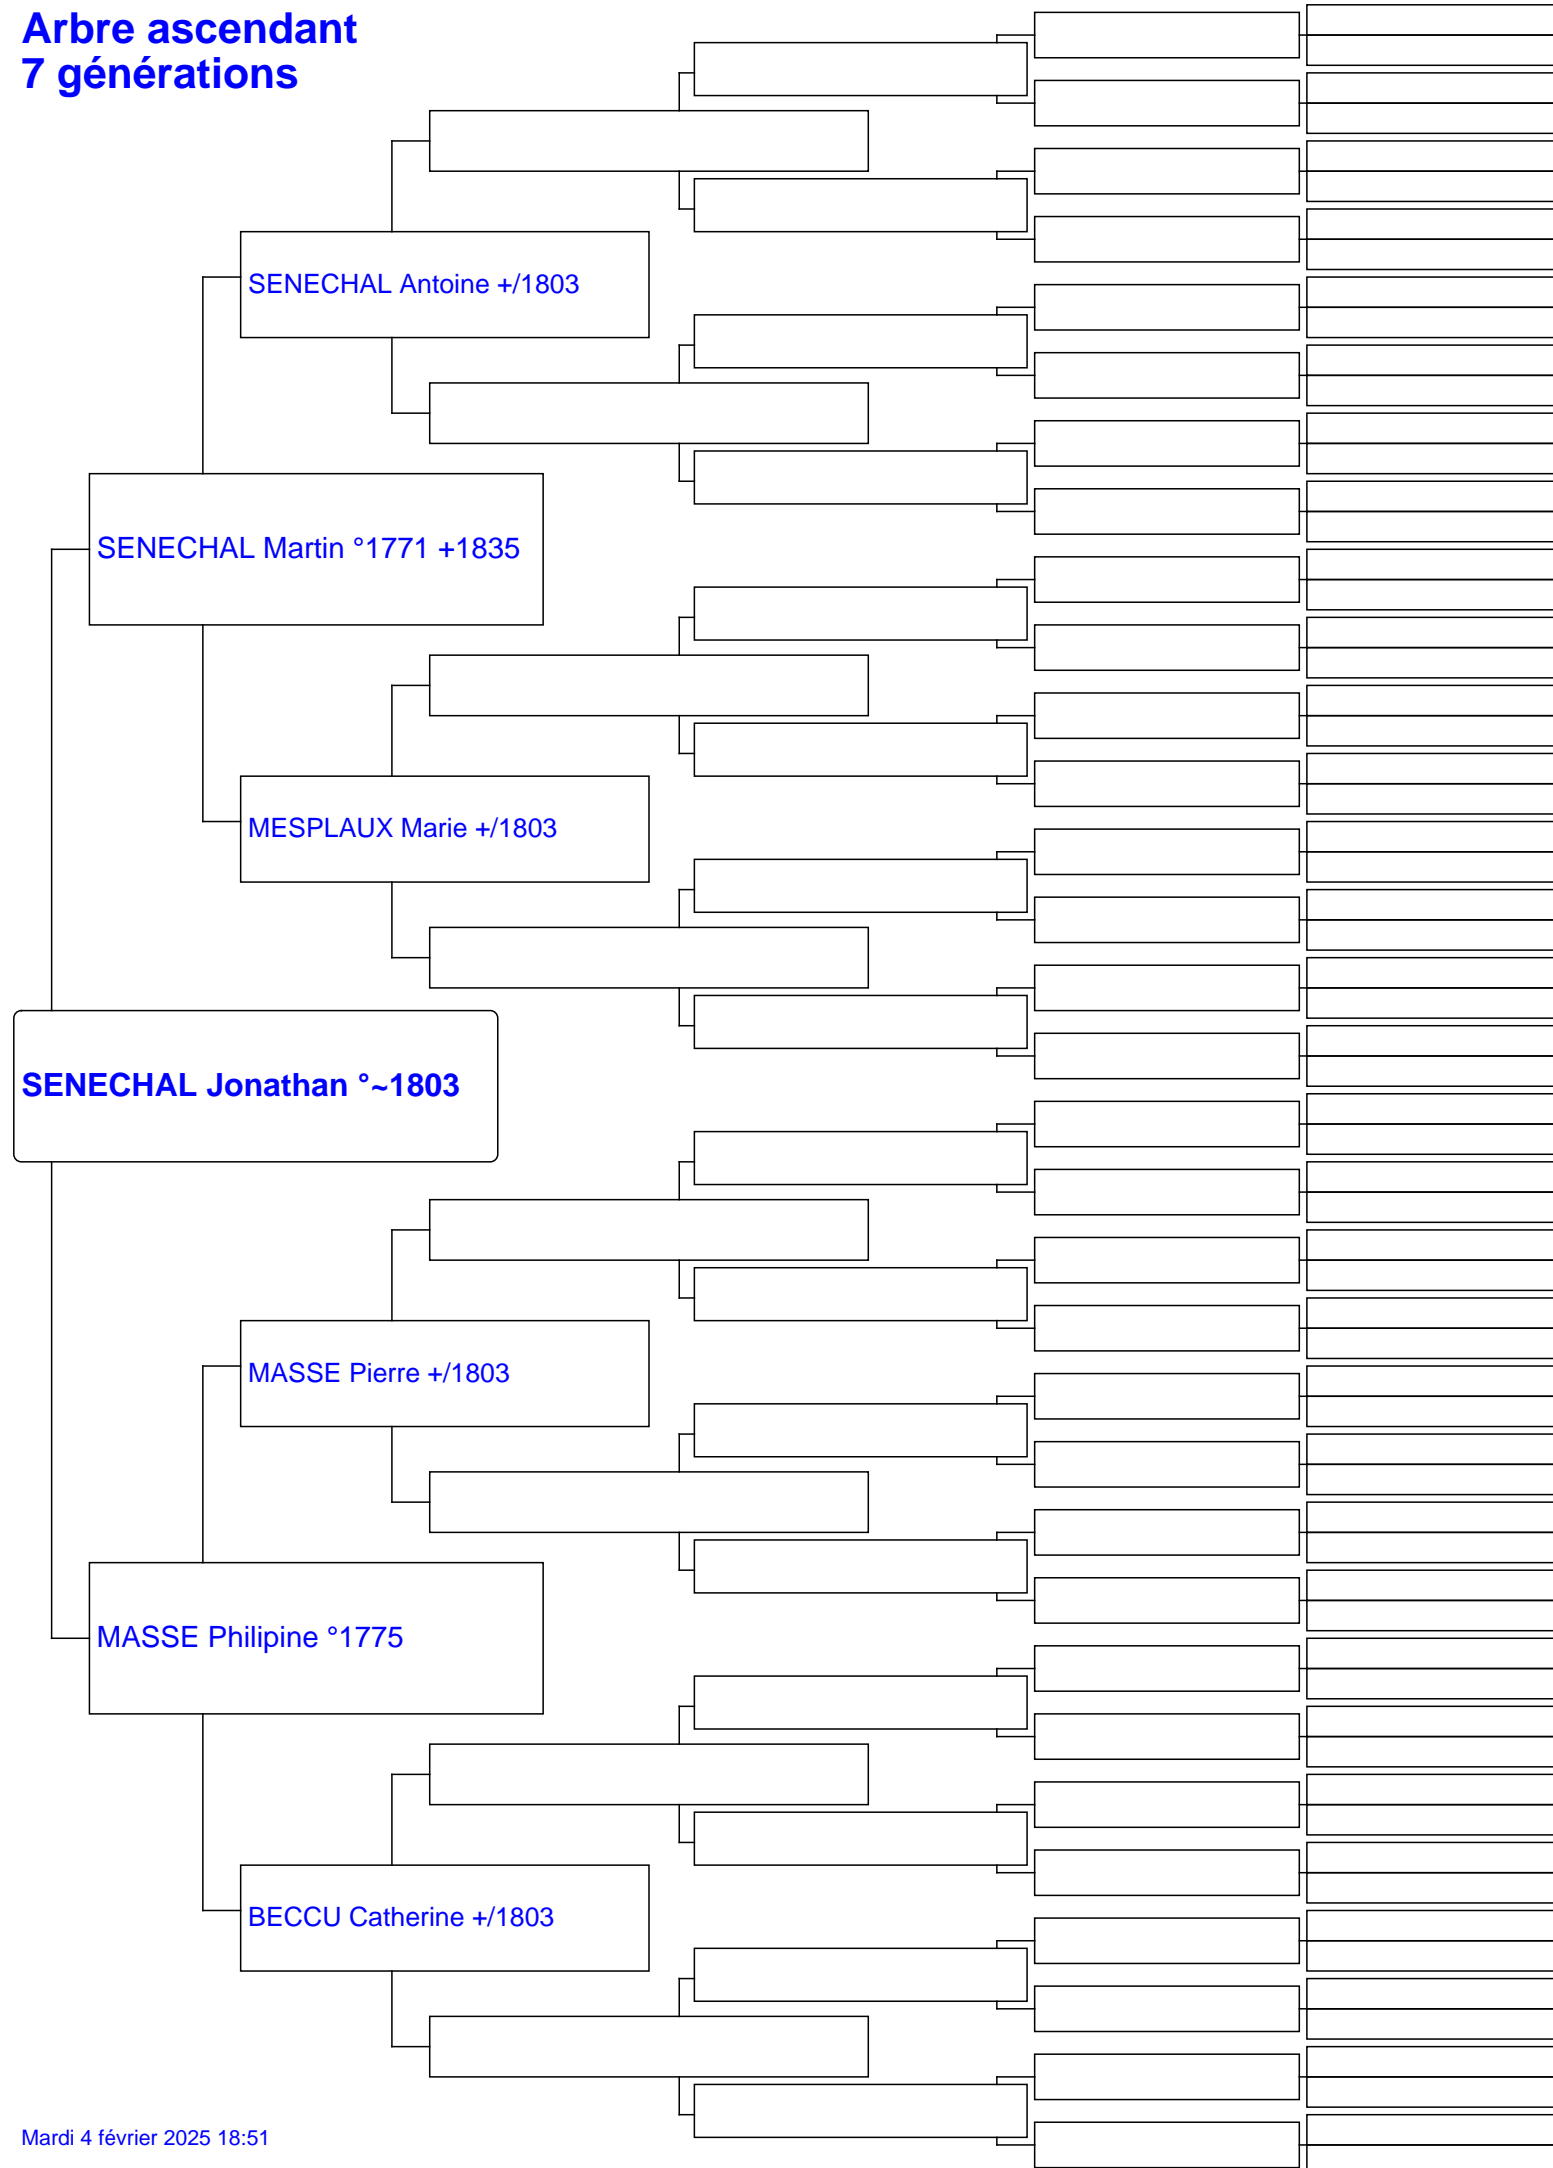 Arbre ascendant
7 générations
SENECHAL Antoine +/1803
SENECHAL Martin °1771 +1835
MESPLAUX Marie +/1803
SENECHAL Jonathan °~1803
MASSE Pierre +/1803
MASSE Philipine °1775
BECCU Catherine +/1803
Mardi 4 février 2025 18:51